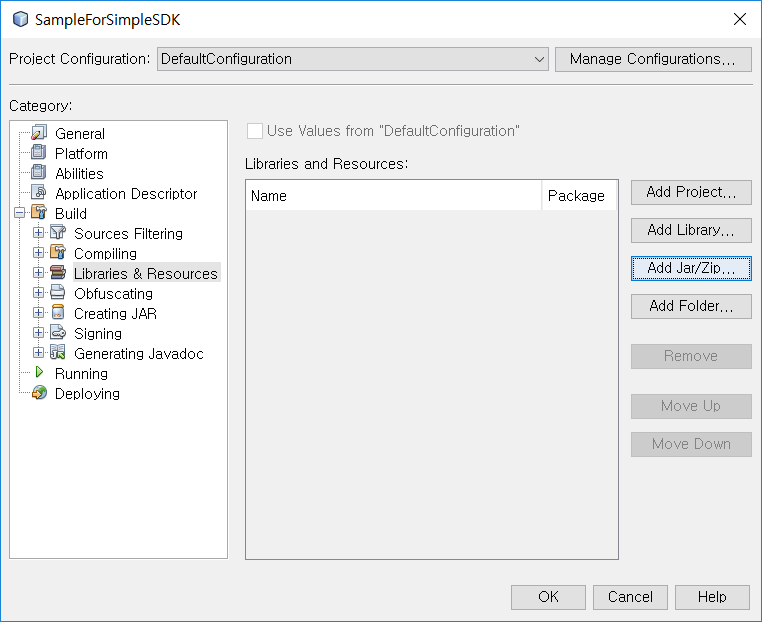 SampleForSimpleSDK
Project Configuration: DefaultConfiguration Manage Configurations...
Category:
General
Platform
Abilities
Application Descriptor
Build
Sources Filtering
Compiling
Libraries & Resources
Obfuscating
Creating JAR
Signing
Generating Javadoc
Running
Deploying
Use Values from "DefaultConfiguration"
Libraries and Resources:
Name Package
Add Project...
Add Library...
Add Jar/Zip...
Add Folder...
Remove
Move Up
Move Down
OK Cancel Help